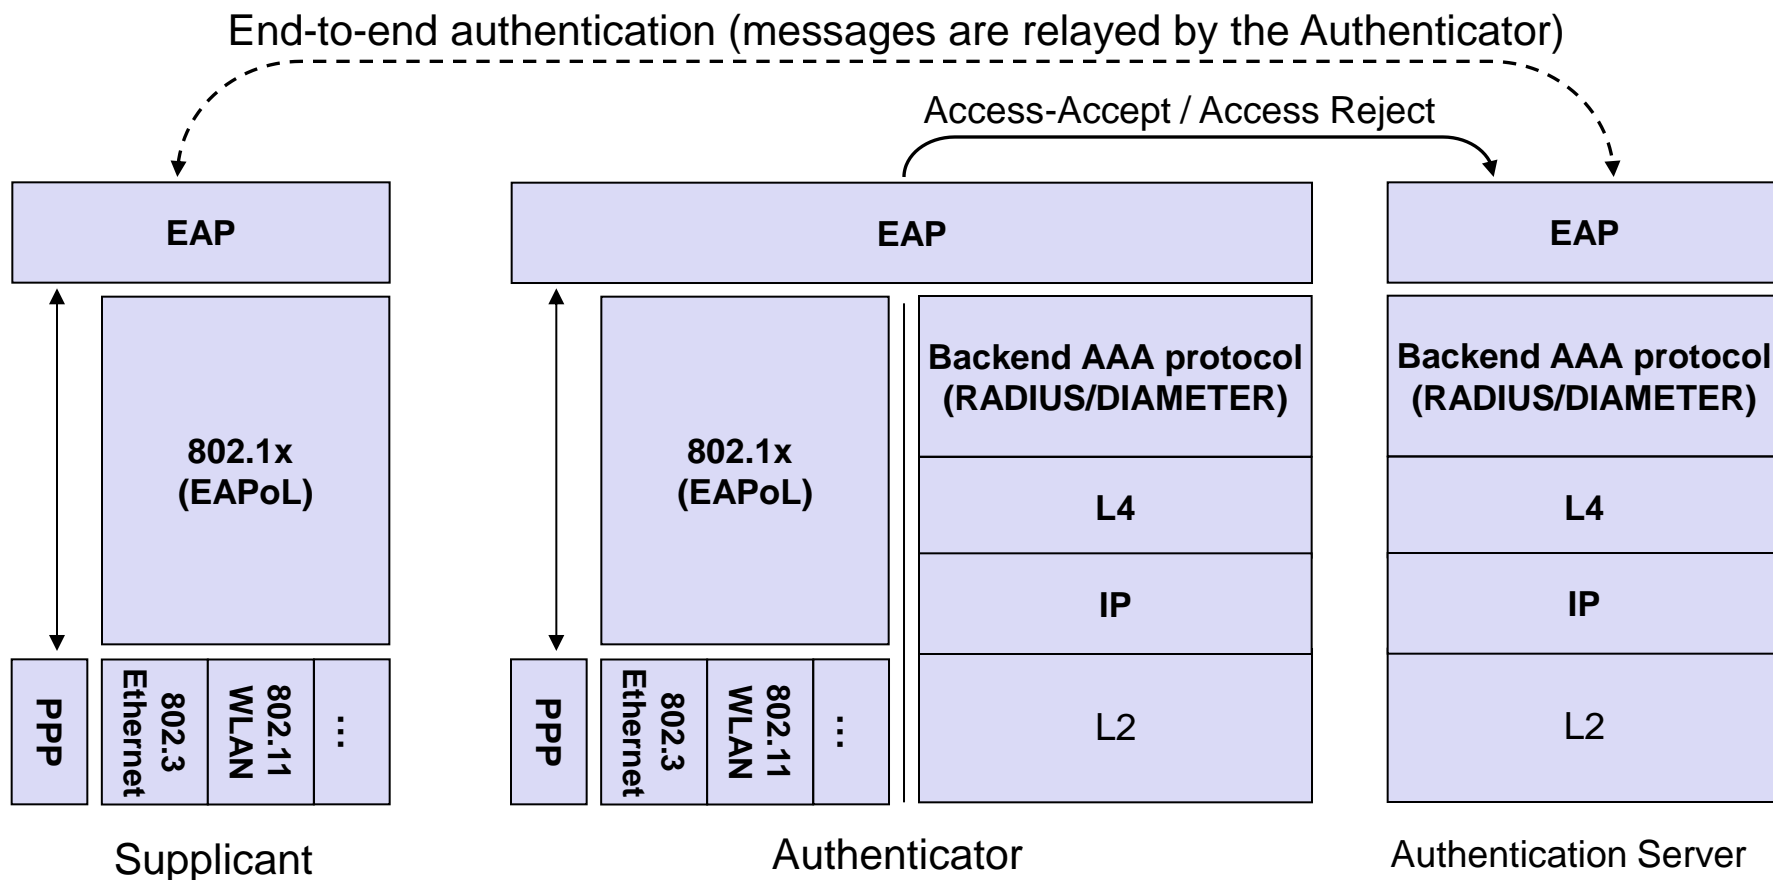 End-to-end authentication (messages are relayed by the Authenticator)
Access-Accept / Access Reject
EAP
802.1x
(EAPoL)
PPP
802.3
Ethernet
802.11
WLAN
...
Supplicant
EAP
802.1x
(EAPoL)
PPP
802.3
Ethernet
802.11
WLAN
...
Backend AAA protocol
(RADIUS/DIAMETER)
L4
IP
L2
Authenticator
EAP
Backend AAA protocol
(RADIUS/DIAMETER)
L4
IP
L2
Authentication Server